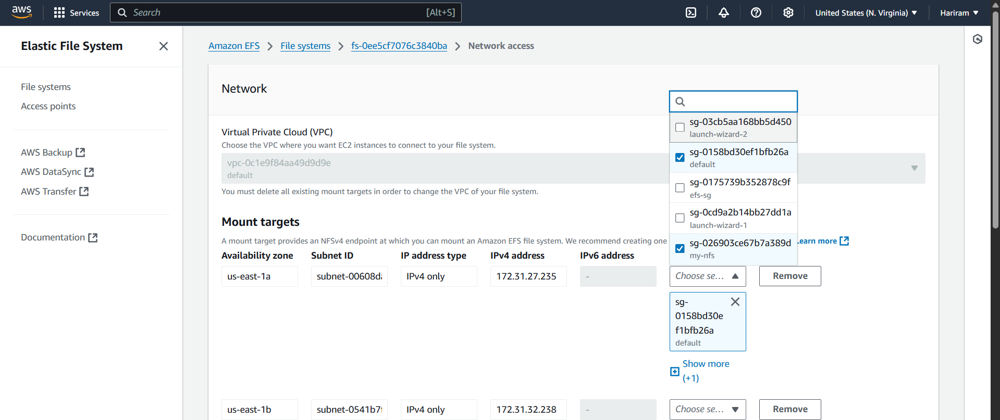 aws
Services
Search
[Alt+S]
United States (N. Virginia)
Hariram
Elastic File System
File systems
Access points
AWS Backup
AWS DataSync
AWS Transfer
Documentation
Amazon EFS
File systems
fs-0ee5cf7076c3840ba
Network access
Network
Virtual Private Cloud (VPC)
Choose the VPC where you want EC2 instances to connect to your file system.
vpc-0c1e9f84aa49d9d9e
default
You must delete all existing mount targets in order to change the VPC of your file system.
sg-03cb5aa168bb5d450
launch-wizard-2
sg-0158bd30ef1bfb26a
default
sg-0175739b352878c9f
efs-sg
sg-0cd9a2b14bb27dd1a
launch-wizard-1
sg-026903ce67b7a389d
my-nfs
Mount targets
A mount target provides an NFSv4 endpoint at which you can mount an Amazon EFS file system. We recommend creating one
Learn more
Availability zone Subnet ID IP address type IPv4 address IPv6 address
us-east-1a subnet-00608d IPv4 only 172.31.27.235 - Choose se... Remove
sg-
0158bd30e
f1bfb26a
default
Show more
(+1)
us-east-1b subnet-0541b7 IPv4 only 172.31.32.238 - Choose se... Remove